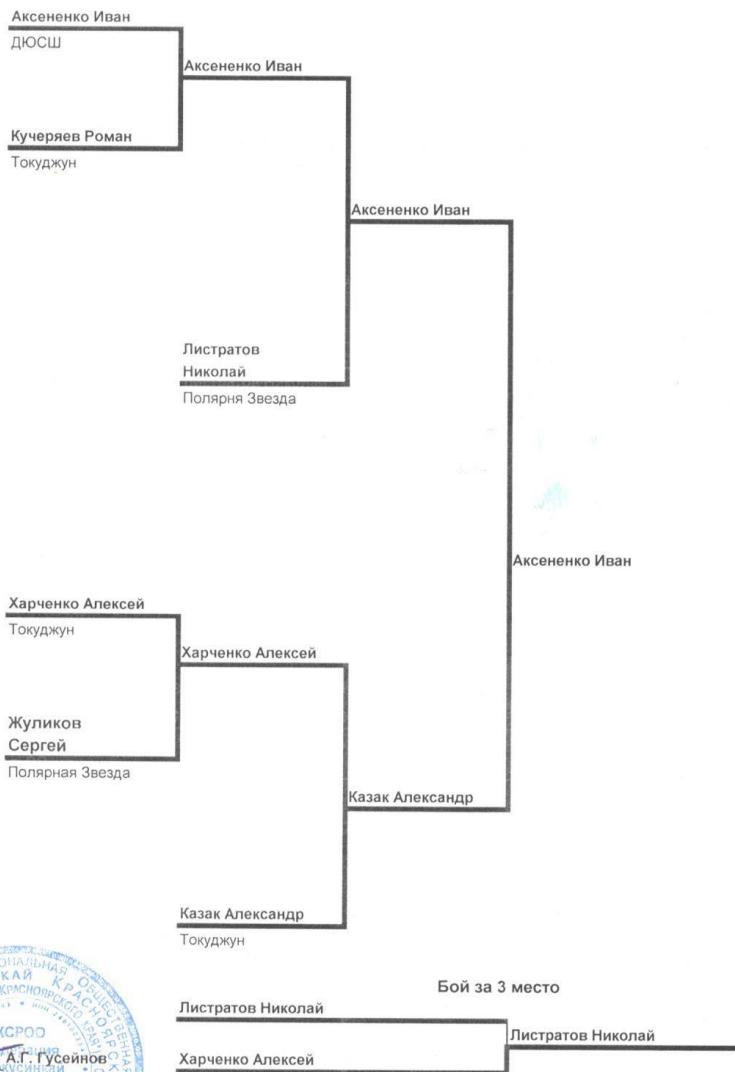 Аксененко Иван
ДЮСШ
Аксененко Иван
Кучеряев Роман
Токуджун
Аксененко Иван
Листратов
Николай
Полярня Звезда
Аксененко Иван
Харченко Алексей
Токуджун
Харченко Алексей
Жуликов
Сергей
Полярная Звезда
Казак Александр
Казак Александр
Токуджун
Бой за 3 место
Листратов Николай
Листратов Николай
А.Г. Гусейнов
Харченко Алексей